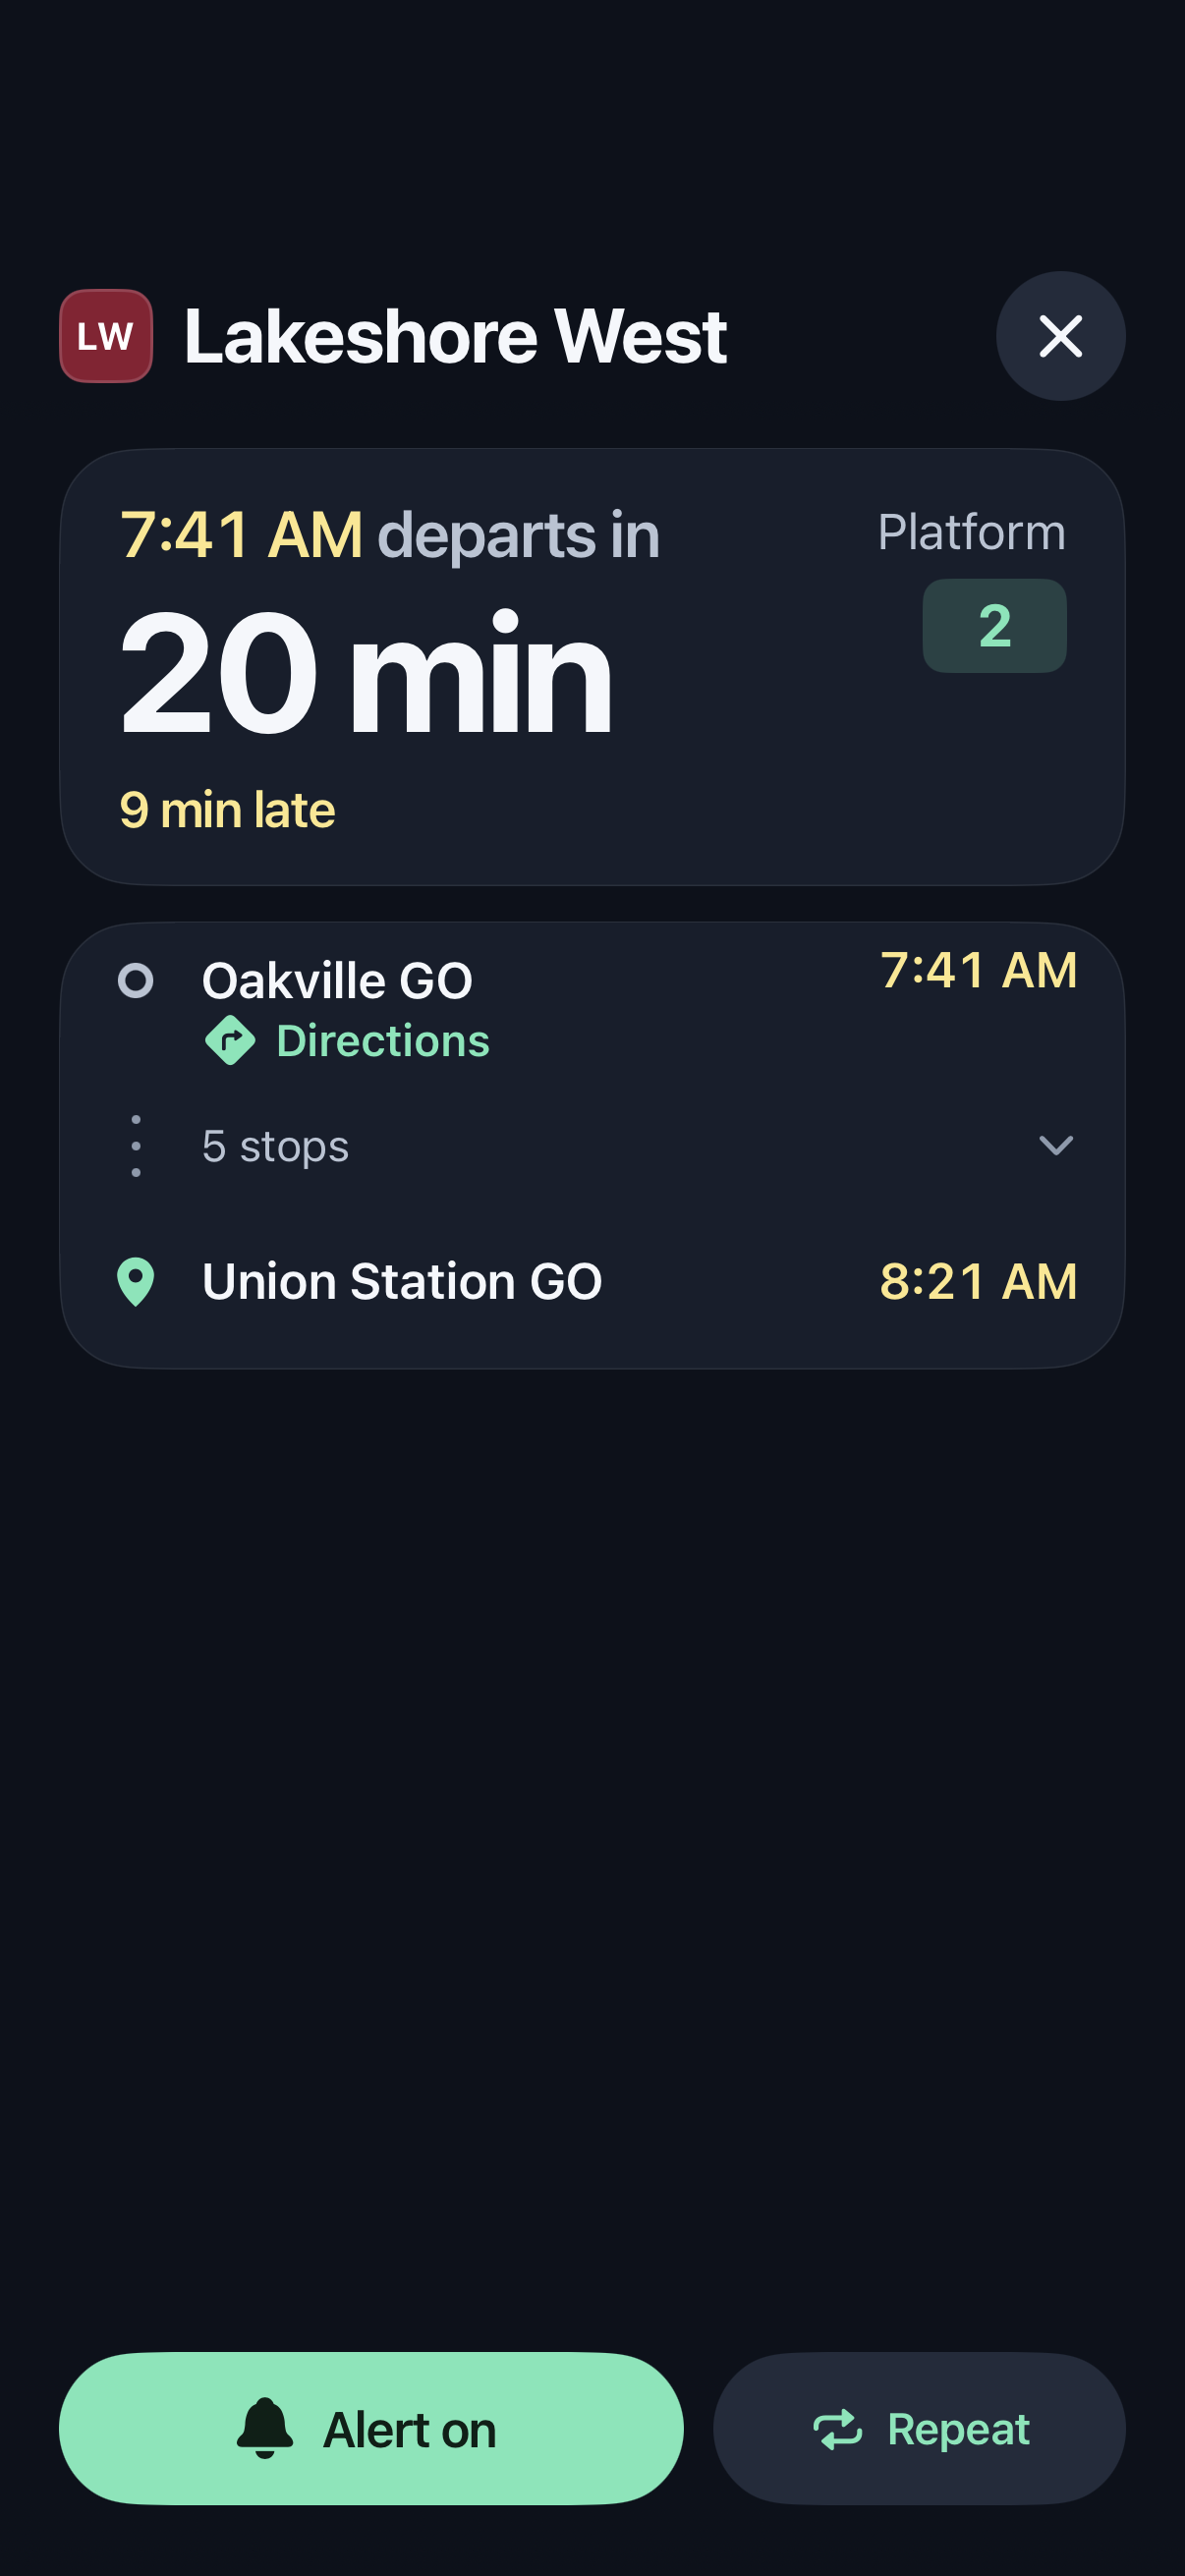 LW Lakeshore West
7:41 AM departs in
Platform
20 min
2
9 min late
Oakville GO 7:41 AM
Directions
5 stops
Union Station GO 8:21 AM
Alert on
Repeat